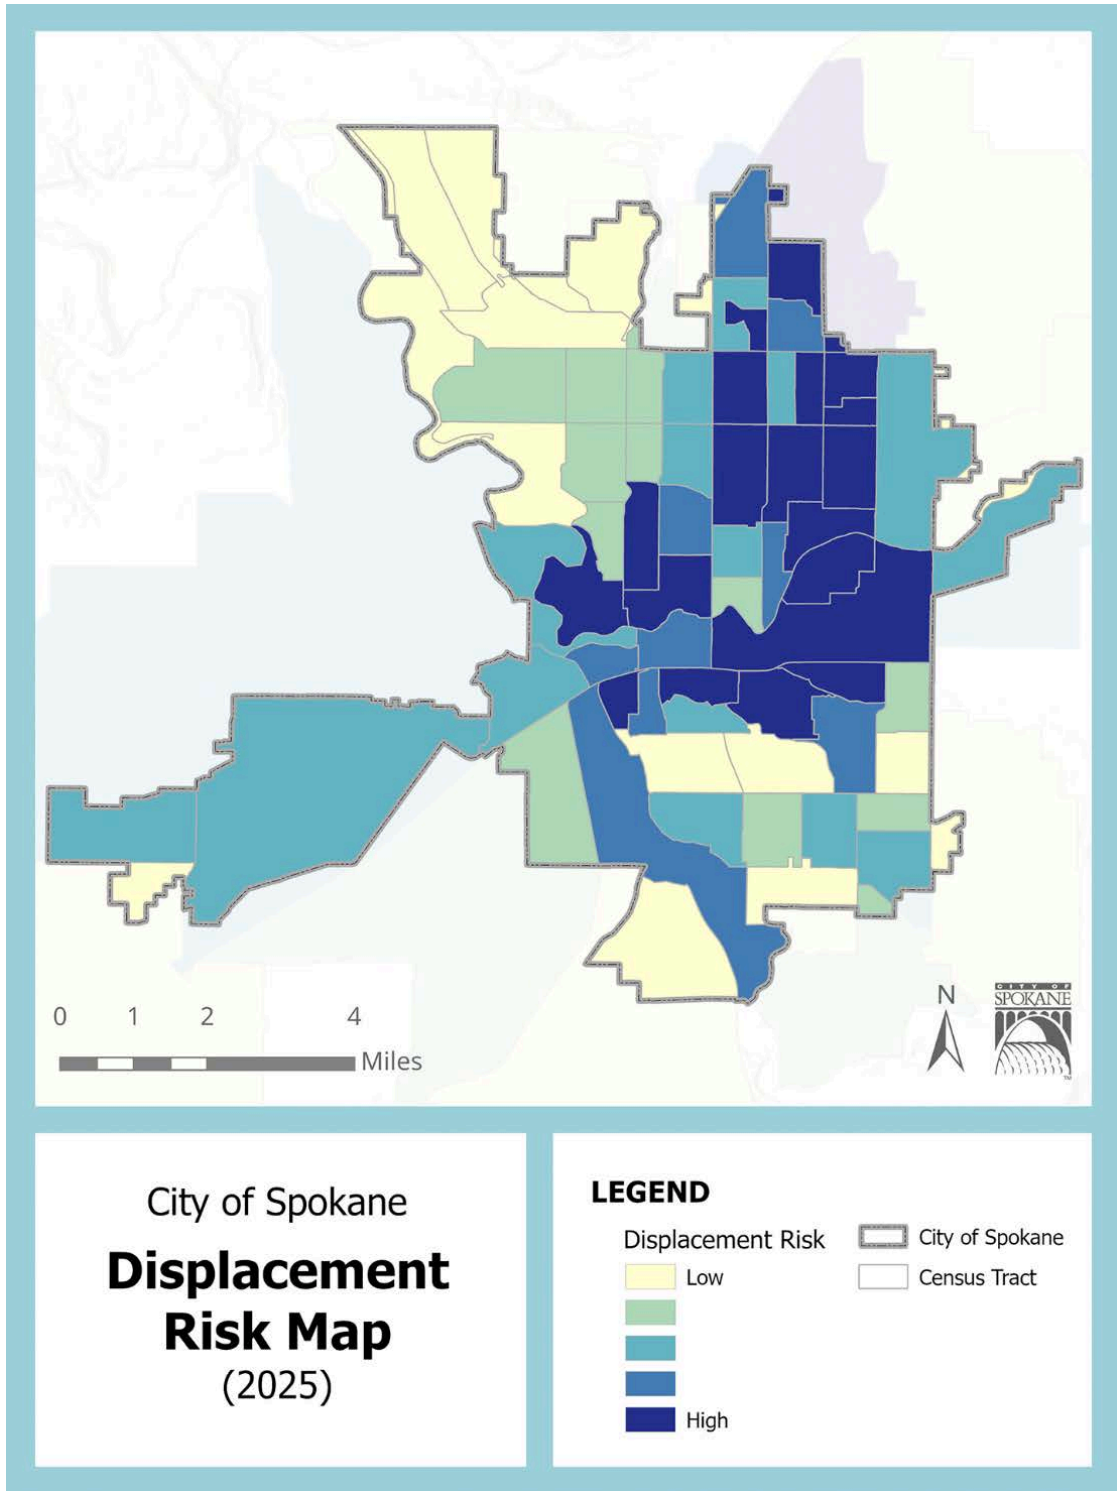 0 1 2 4
Miles
N
CITY OF
SPOKANE
TM
City of Spokane
Displacement
Risk Map
(2025)
LEGEND
Displacement Risk
Low
High
City of Spokane
Census Tract